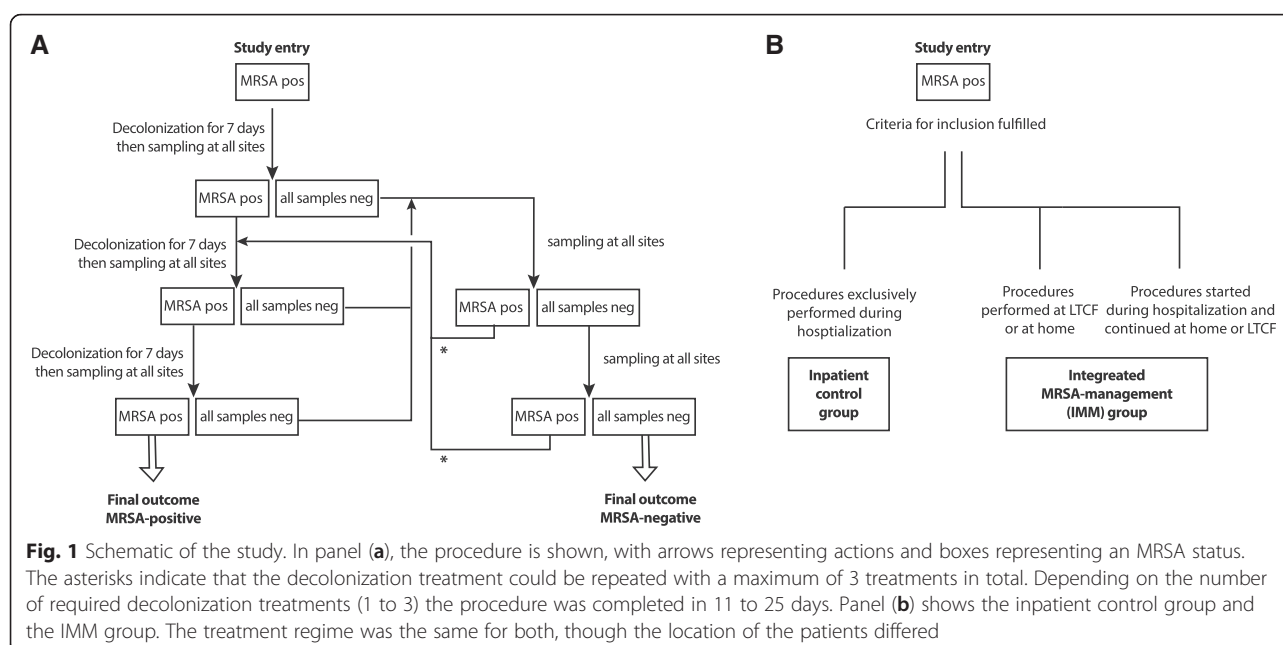 A
Study entry
MRSA pos
Decolonization for 7 days
then sampling at all sites
MRSA pos
all samples neg
Decolonization for 7 days
then sampling at all sites
sampling at all sites
MRSA pos
all samples neg
MRSA pos
all samples neg
*
Decolonization for 7 days
then sampling at all sites
sampling at all sites
MRSA pos
all samples neg
MRSA pos
all samples neg
*
Final outcome
MRSA-positive
Final outcome
MRSA-negative
B
Study entry
MRSA pos
Criteria for inclusion fulfilled
Procedures exclusively
performed during
hosptialization
Procedures
performed at LTCF
or at home
Procedures started
during hospitalization and
continued at home or LTCF
Inpatient
control
group
Integreated
MRSA-management
(IMM) group
Fig. 1 Schematic of the study. In panel (a), the procedure is shown, with arrows representing actions and boxes representing an MRSA status.
The asterisks indicate that the decolonization treatment could be repeated with a maximum of 3 treatments in total. Depending on the number
of required decolonization treatments (1 to 3) the procedure was completed in 11 to 25 days. Panel (b) shows the inpatient control group and
the IMM group. The treatment regime was the same for both, though the location of the patients differed